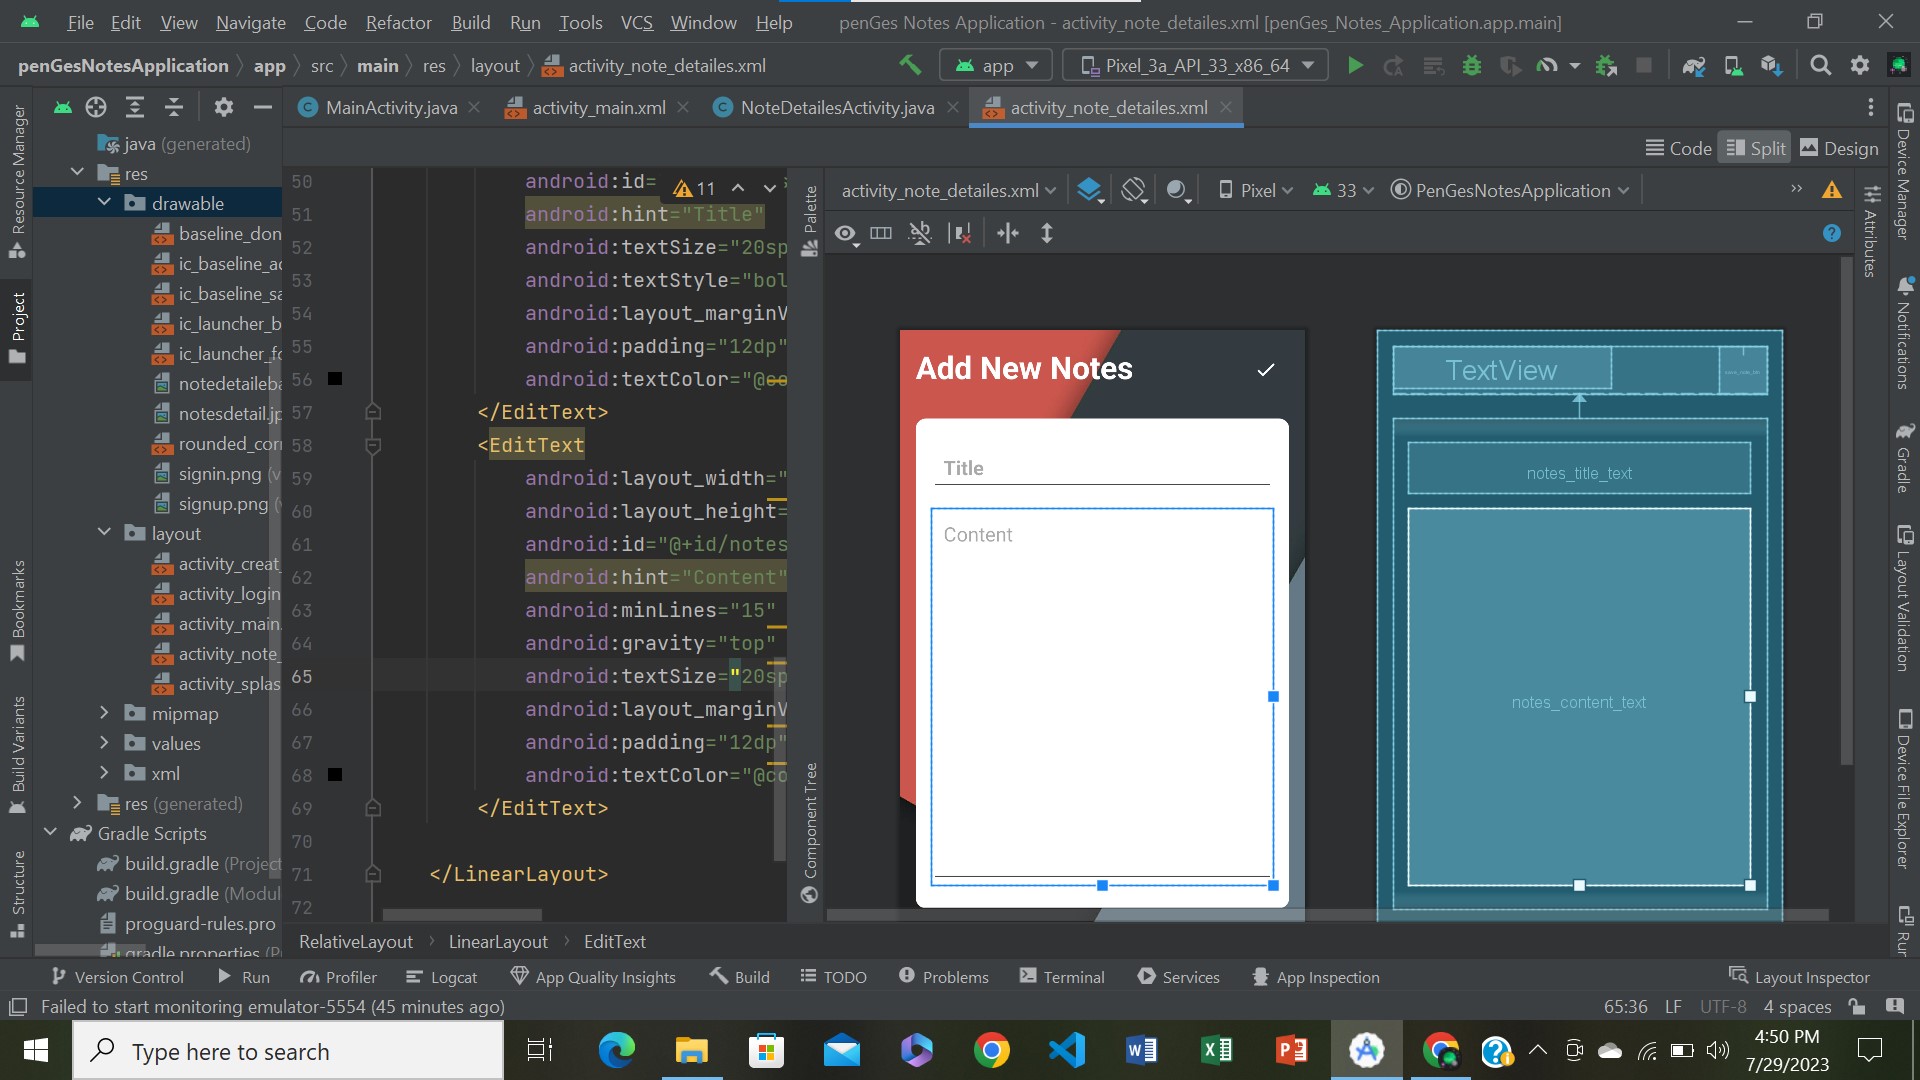 File Edit View Navigate Code Refactor Build Run Tools VCS Window Help penGes Notes Application - activity_note_detailes.xml [penGes_Notes_Application.app.main]
penGesNotesApplication app src main res layout activity_note_detailes.xml app Pixel_3a_API_33_x86_64
MainActivity.java activity_main.xml NoteDetailesActivity.java activity_note_detailes.xml
Code Split Design
Resource Manager
Project
Bookmarks
Build Variants
Structure
java (generated)
res
drawable
baseline_don
ic_baseline_ac
ic_baseline_sa
ic_launcher_b
ic_launcher_fo
notedetaileba
notesdetail.jp
rounded_corr
signin.png (v
signup.png (
layout
activity_creat
activity_login
activity_main.
activity_note_
activity_splas
mipmap
values
xml
res (generated)
Gradle Scripts
build.gradle (Project
build.gradle (Modul
proguard-rules.pro
gradle.properties (P
50 android:id= 11
51 android:hint="Title"
52 android:textSize="20sp
53 android:textStyle="bol
54 android:layout_marginV
55 android:padding="12dp"
56 android:textColor="@co
57 </EditText>
58 <EditText
59 android:layout_width="
60 android:layout_height=
61 android:id="@+id/notes
62 android:hint="Content"
63 android:minLines="15"
64 android:gravity="top"
65 android:textSize="20sp
66 android:layout_marginV
67 android:padding="12dp"
68 android:textColor="@co
69 </EditText>
70
71 </LinearLayout>
72
RelativeLayout LinearLayout EditText
Palette
Component Tree
activity_note_detailes.xml Pixel 33 PenGesNotesApplication
Add New Notes
Title
Content
TextView
notes_title_text
notes_content_text
Attributes
Device Manager
Notifications
Gradle
Layout Validation
Device File Explorer
Ru
Version Control Run Profiler Logcat App Quality Insights Build TODO Problems Terminal Services App Inspection Layout Inspector
Failed to start monitoring emulator-5554 (45 minutes ago) 65:36 LF UTF-8 4 spaces
Type here to search
4:50 PM
7/29/2023